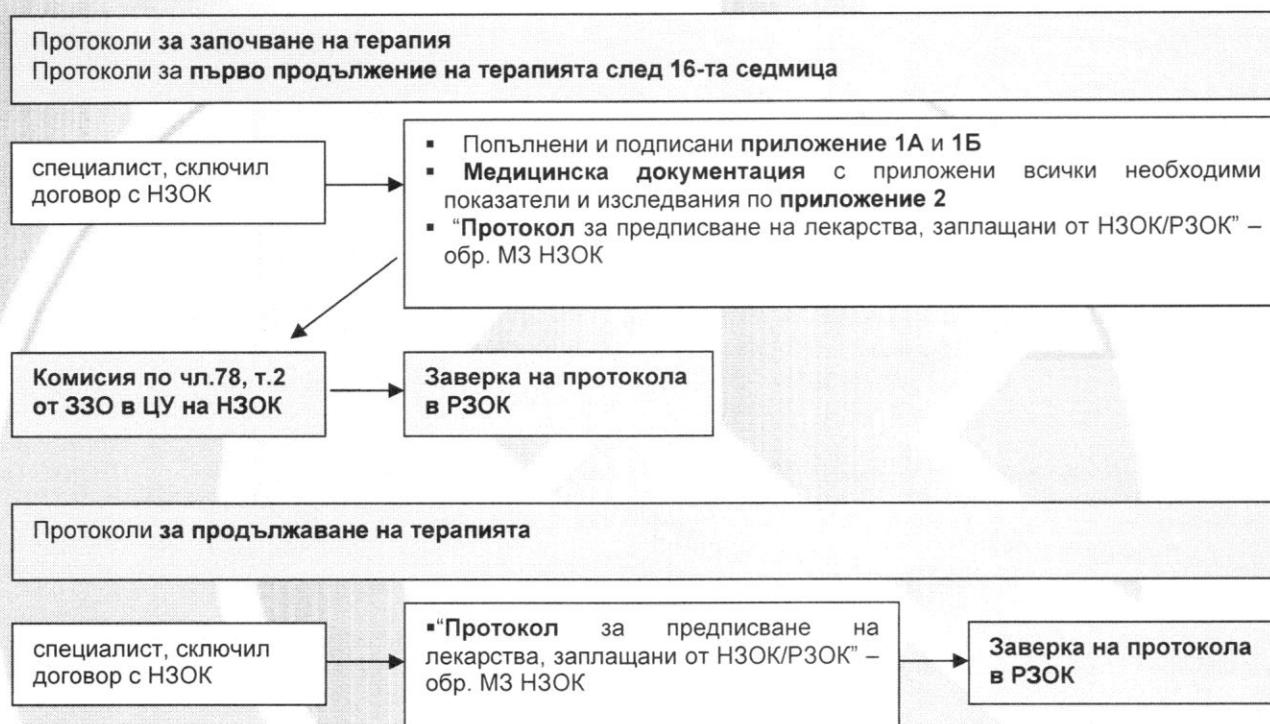 Протоколи за започване на терапия
Протоколи за първо продължение на терапията след 16-та седмица
специалист, сключил
договор с НЗОК
▪ Попълнени и подписани приложение 1А и 1Б
▪ Медицинска документация с приложени всички необходими
показатели и изследвания по приложение 2
▪ “Протокол за предписване на лекарства, заплащани от НЗОК/РЗОК” –
обр. МЗ НЗОК
Комисия по чл.78, т.2
от ЗЗО в ЦУ на НЗОК
Заверка на протокола
в РЗОК
Протоколи за продължаване на терапията
специалист, сключил
договор с НЗОК
▪“Протокол за предписване на
лекарства, заплащани от НЗОК/РЗОК” –
обр. МЗ НЗОК
Заверка на протокола
в РЗОК